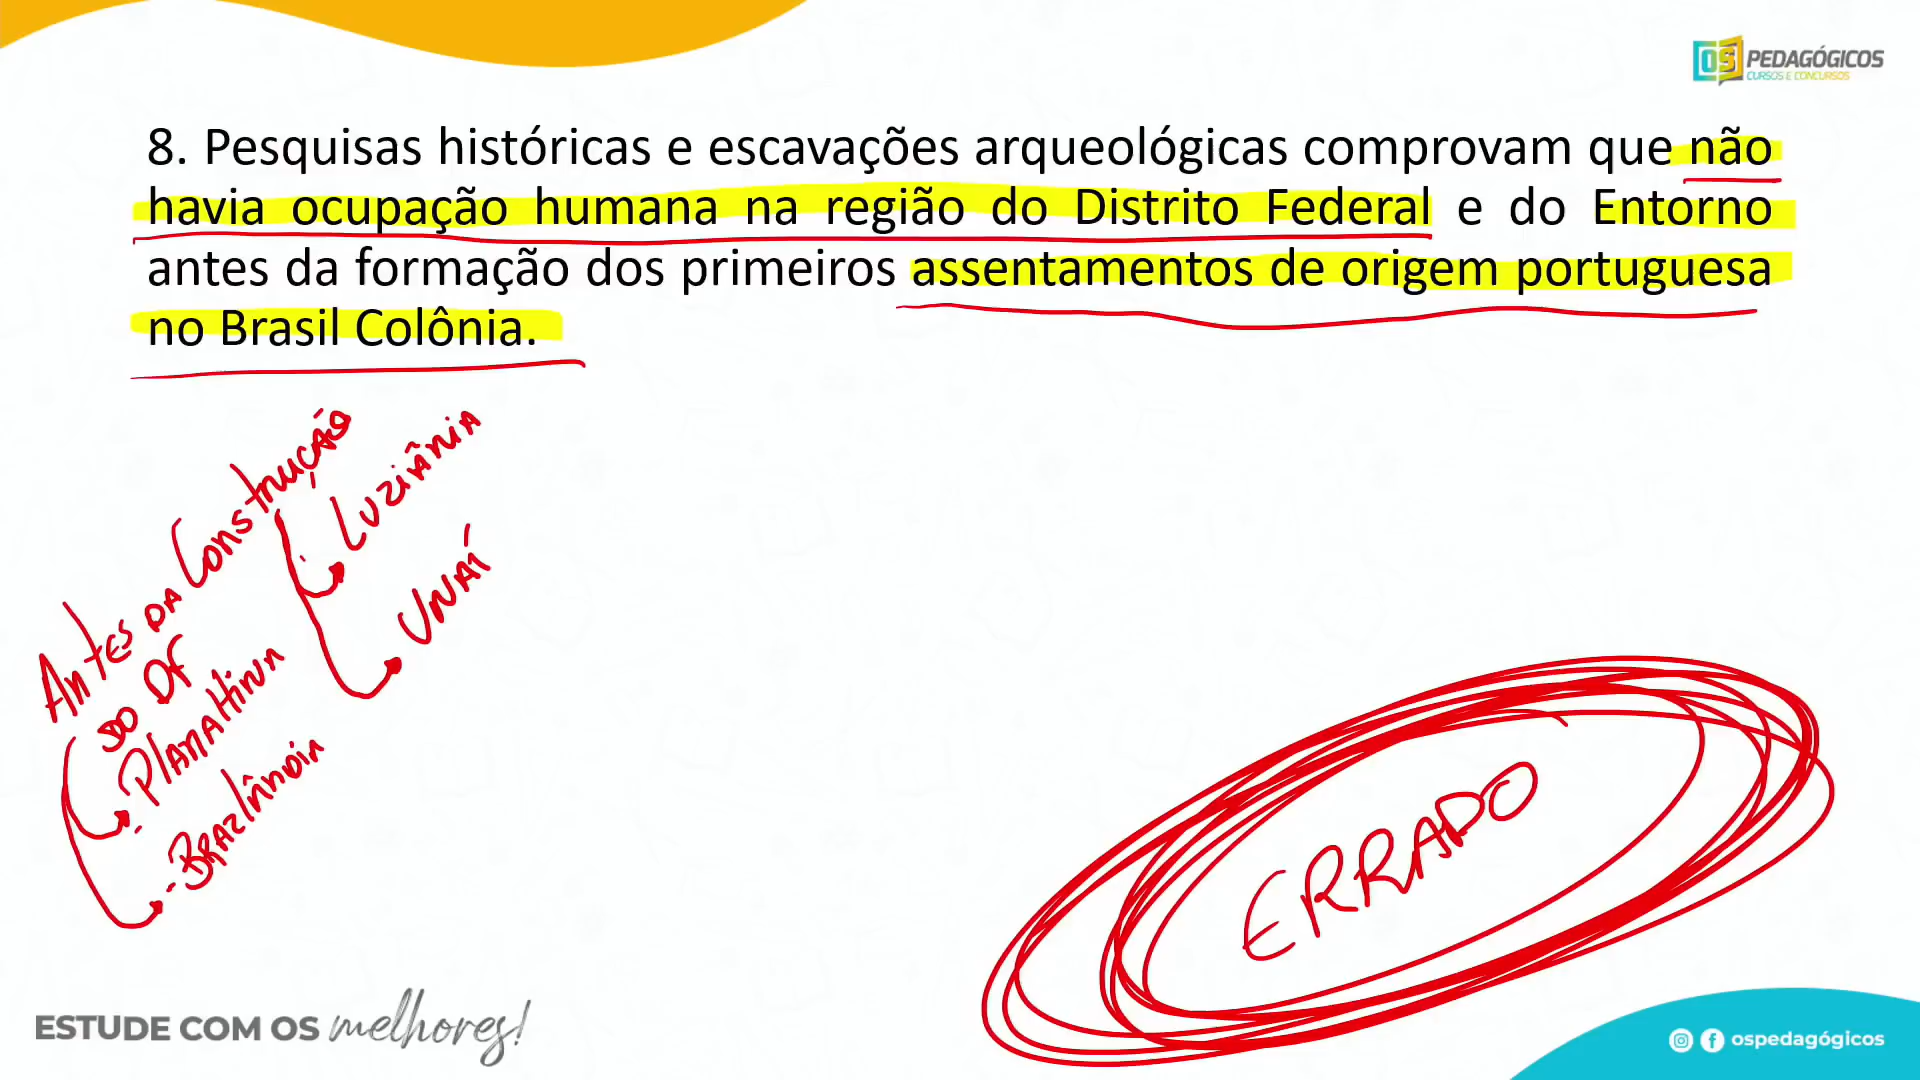 OS PEDAGÓGICOS
CURSOS E CONCURSOS
8. Pesquisas históricas e escavações arqueológicas comprovam que não
havia ocupação humana na região do Distrito Federal e do Entorno
antes da formação dos primeiros assentamentos de origem portuguesa
no Brasil Colônia.
Antes da Construção
do DF
Planaltina
Brazlândia
Luziânia
Unaí
ERRADO
ESTUDE COM OS melhores!
ospedagógicos